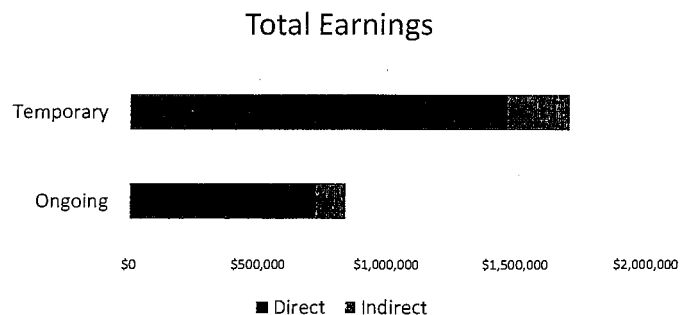 Total Earnings
Temporary
Ongoing
$0 $500,000 $1,000,000 $1,500,000 $2,000,000
Direct Indirect